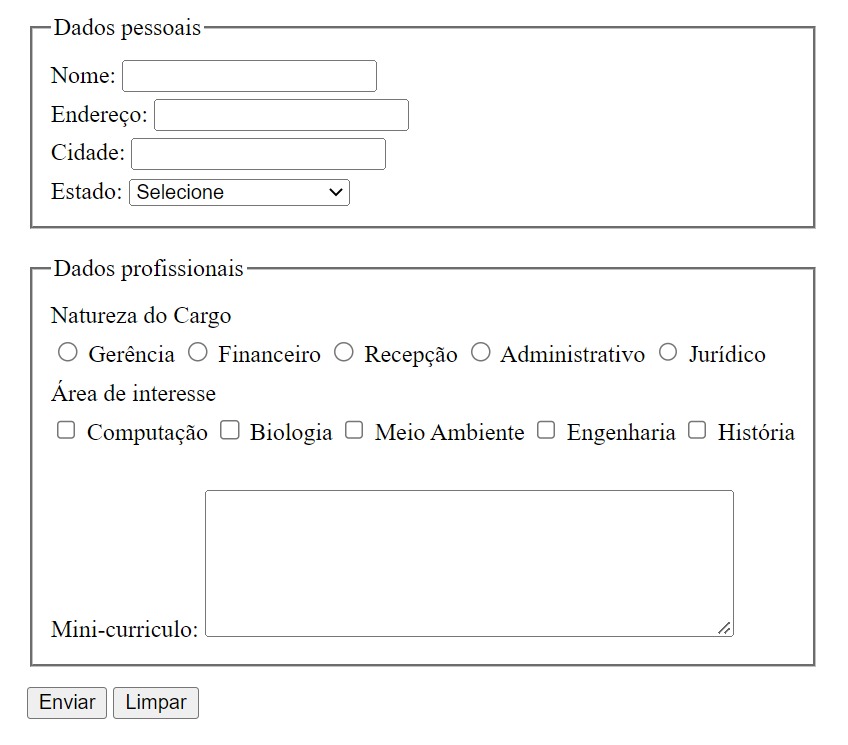 Dados pessoais
Nome:
Endereço:
Cidade:
Estado: Selecione
Dados profissionais
Natureza do Cargo
Gerência Financeiro Recepção Administrativo Jurídico
Área de interesse
Computação Biologia Meio Ambiente Engenharia História
Mini-curriculo:
Enviar Limpar